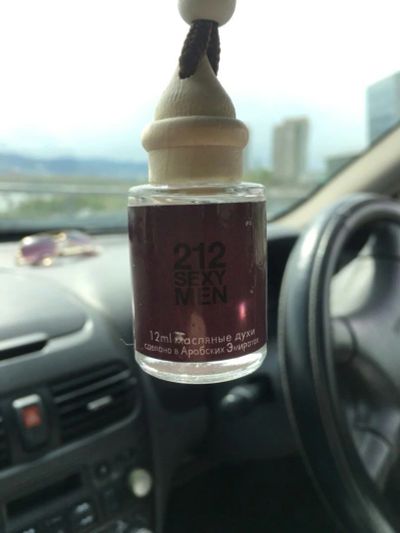 212
SEXY
MEN
12ml масляные духи
сделано в Арабских Эмиратах